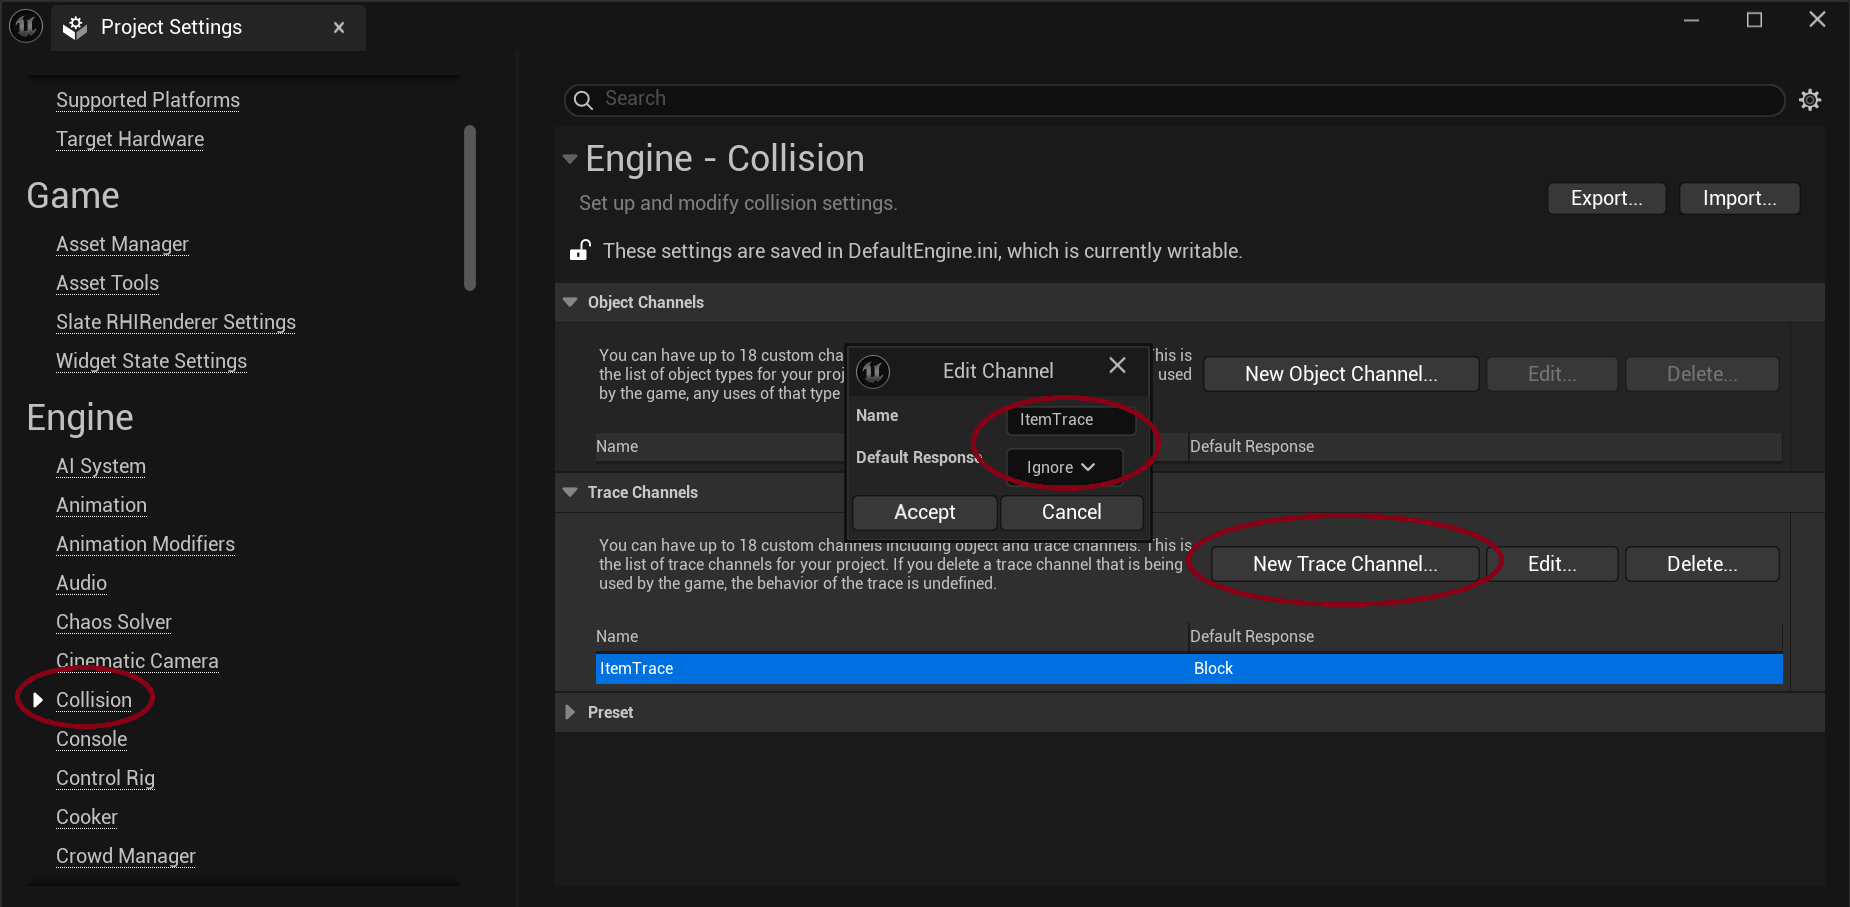 Project Settings
Supported Platforms
Target Hardware
Game
Asset Manager
Asset Tools
Slate RHIRenderer Settings
Widget State Settings
Engine
AI System
Animation
Animation Modifiers
Audio
Chaos Solver
Cinematic Camera
Collision
Console
Control Rig
Cooker
Crowd Manager
Search
Engine - Collision
Set up and modify collision settings.
Export...
Import...
These settings are saved in DefaultEngine.ini, which is currently writable.
Object Channels
You can have up to 18 custom cha
his is
the list of object types for your proj
used
by the game, any uses of that type
New Object Channel...
Edit...
Delete...
Name
Default Response
Edit Channel
Name
ItemTrace
Default Response
Ignore
Accept
Cancel
Trace Channels
You can have up to 18 custom channels including object and trace channels. This is
the list of trace channels for your project. If you delete a trace channel that is being
used by the game, the behavior of the trace is undefined.
New Trace Channel...
Edit...
Delete...
Name
Default Response
ItemTrace
Block
Preset